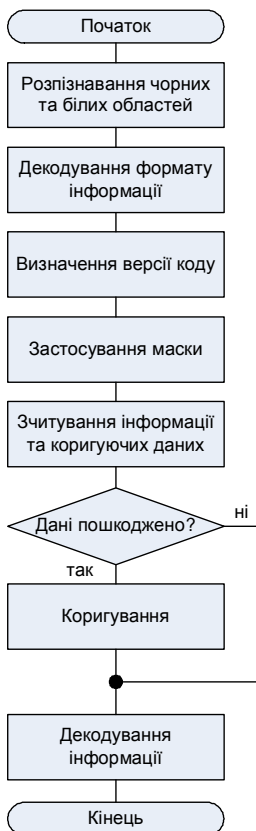 Початок
Розпізнавання чорних
та білих областей
Декодування формату
інформації
Визначення версії коду
Застосування маски
Зчитування інформації
та коригуючих даних
Дані пошкоджено?
ні
так
Коригування
Декодування
інформації
Кінець